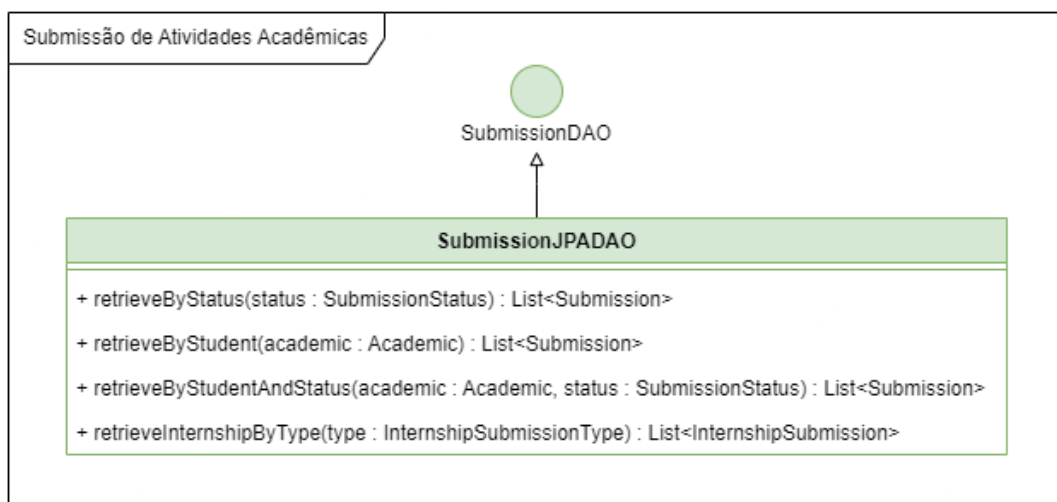 Submissão de Atividades Acadêmicas
SubmissionDAO
SubmissionJPADAO
+ retrieveByStatus(status : SubmissionStatus) : List<Submission>
+ retrieveByStudent(academic : Academic) : List<Submission>
+ retrieveByStudentAndStatus(academic : Academic, status : SubmissionStatus) : List<Submission>
+ retrieveInternshipByType(type : InternshipSubmissionType) : List<InternshipSubmission>